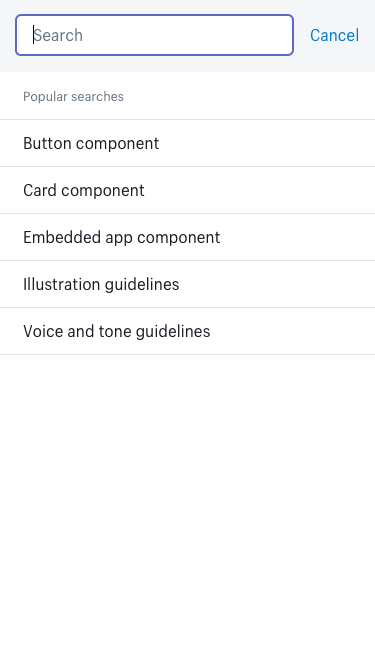 Search
Cancel
Popular searches
Button component
Card component
Embedded app component
Illustration guidelines
Voice and tone guidelines